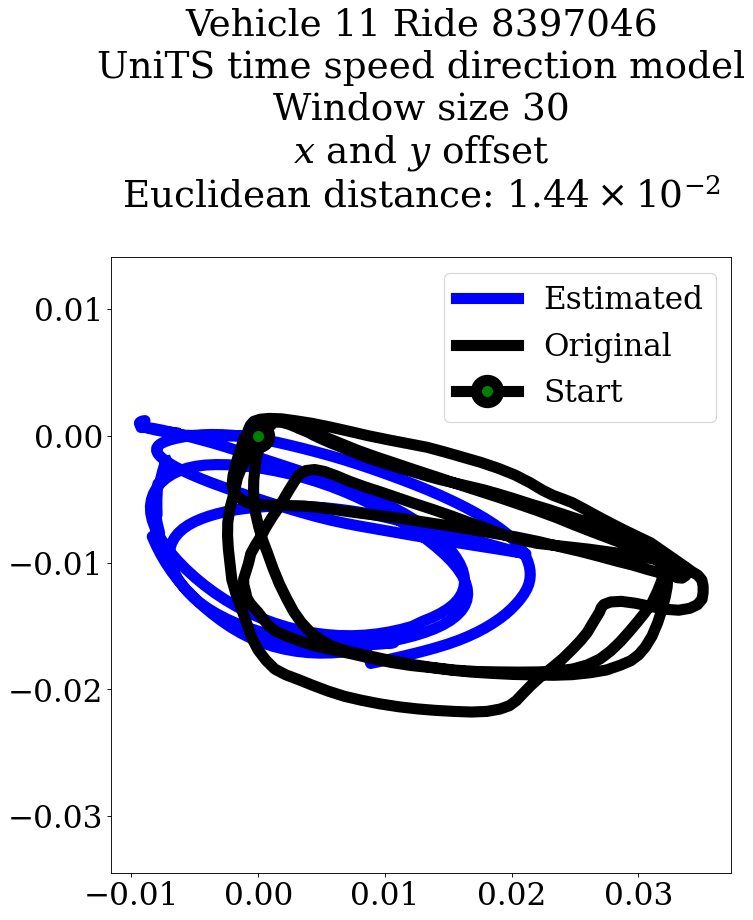 Vehicle 11 Ride 8397046
UniTS time speed direction model
Window size 30
x and y offset
Euclidean distance: 1.44 × 10⁻²
Estimated
Original
Start
0.01
0.00
−0.01
−0.02
−0.03
−0.01 0.00 0.01 0.02 0.03